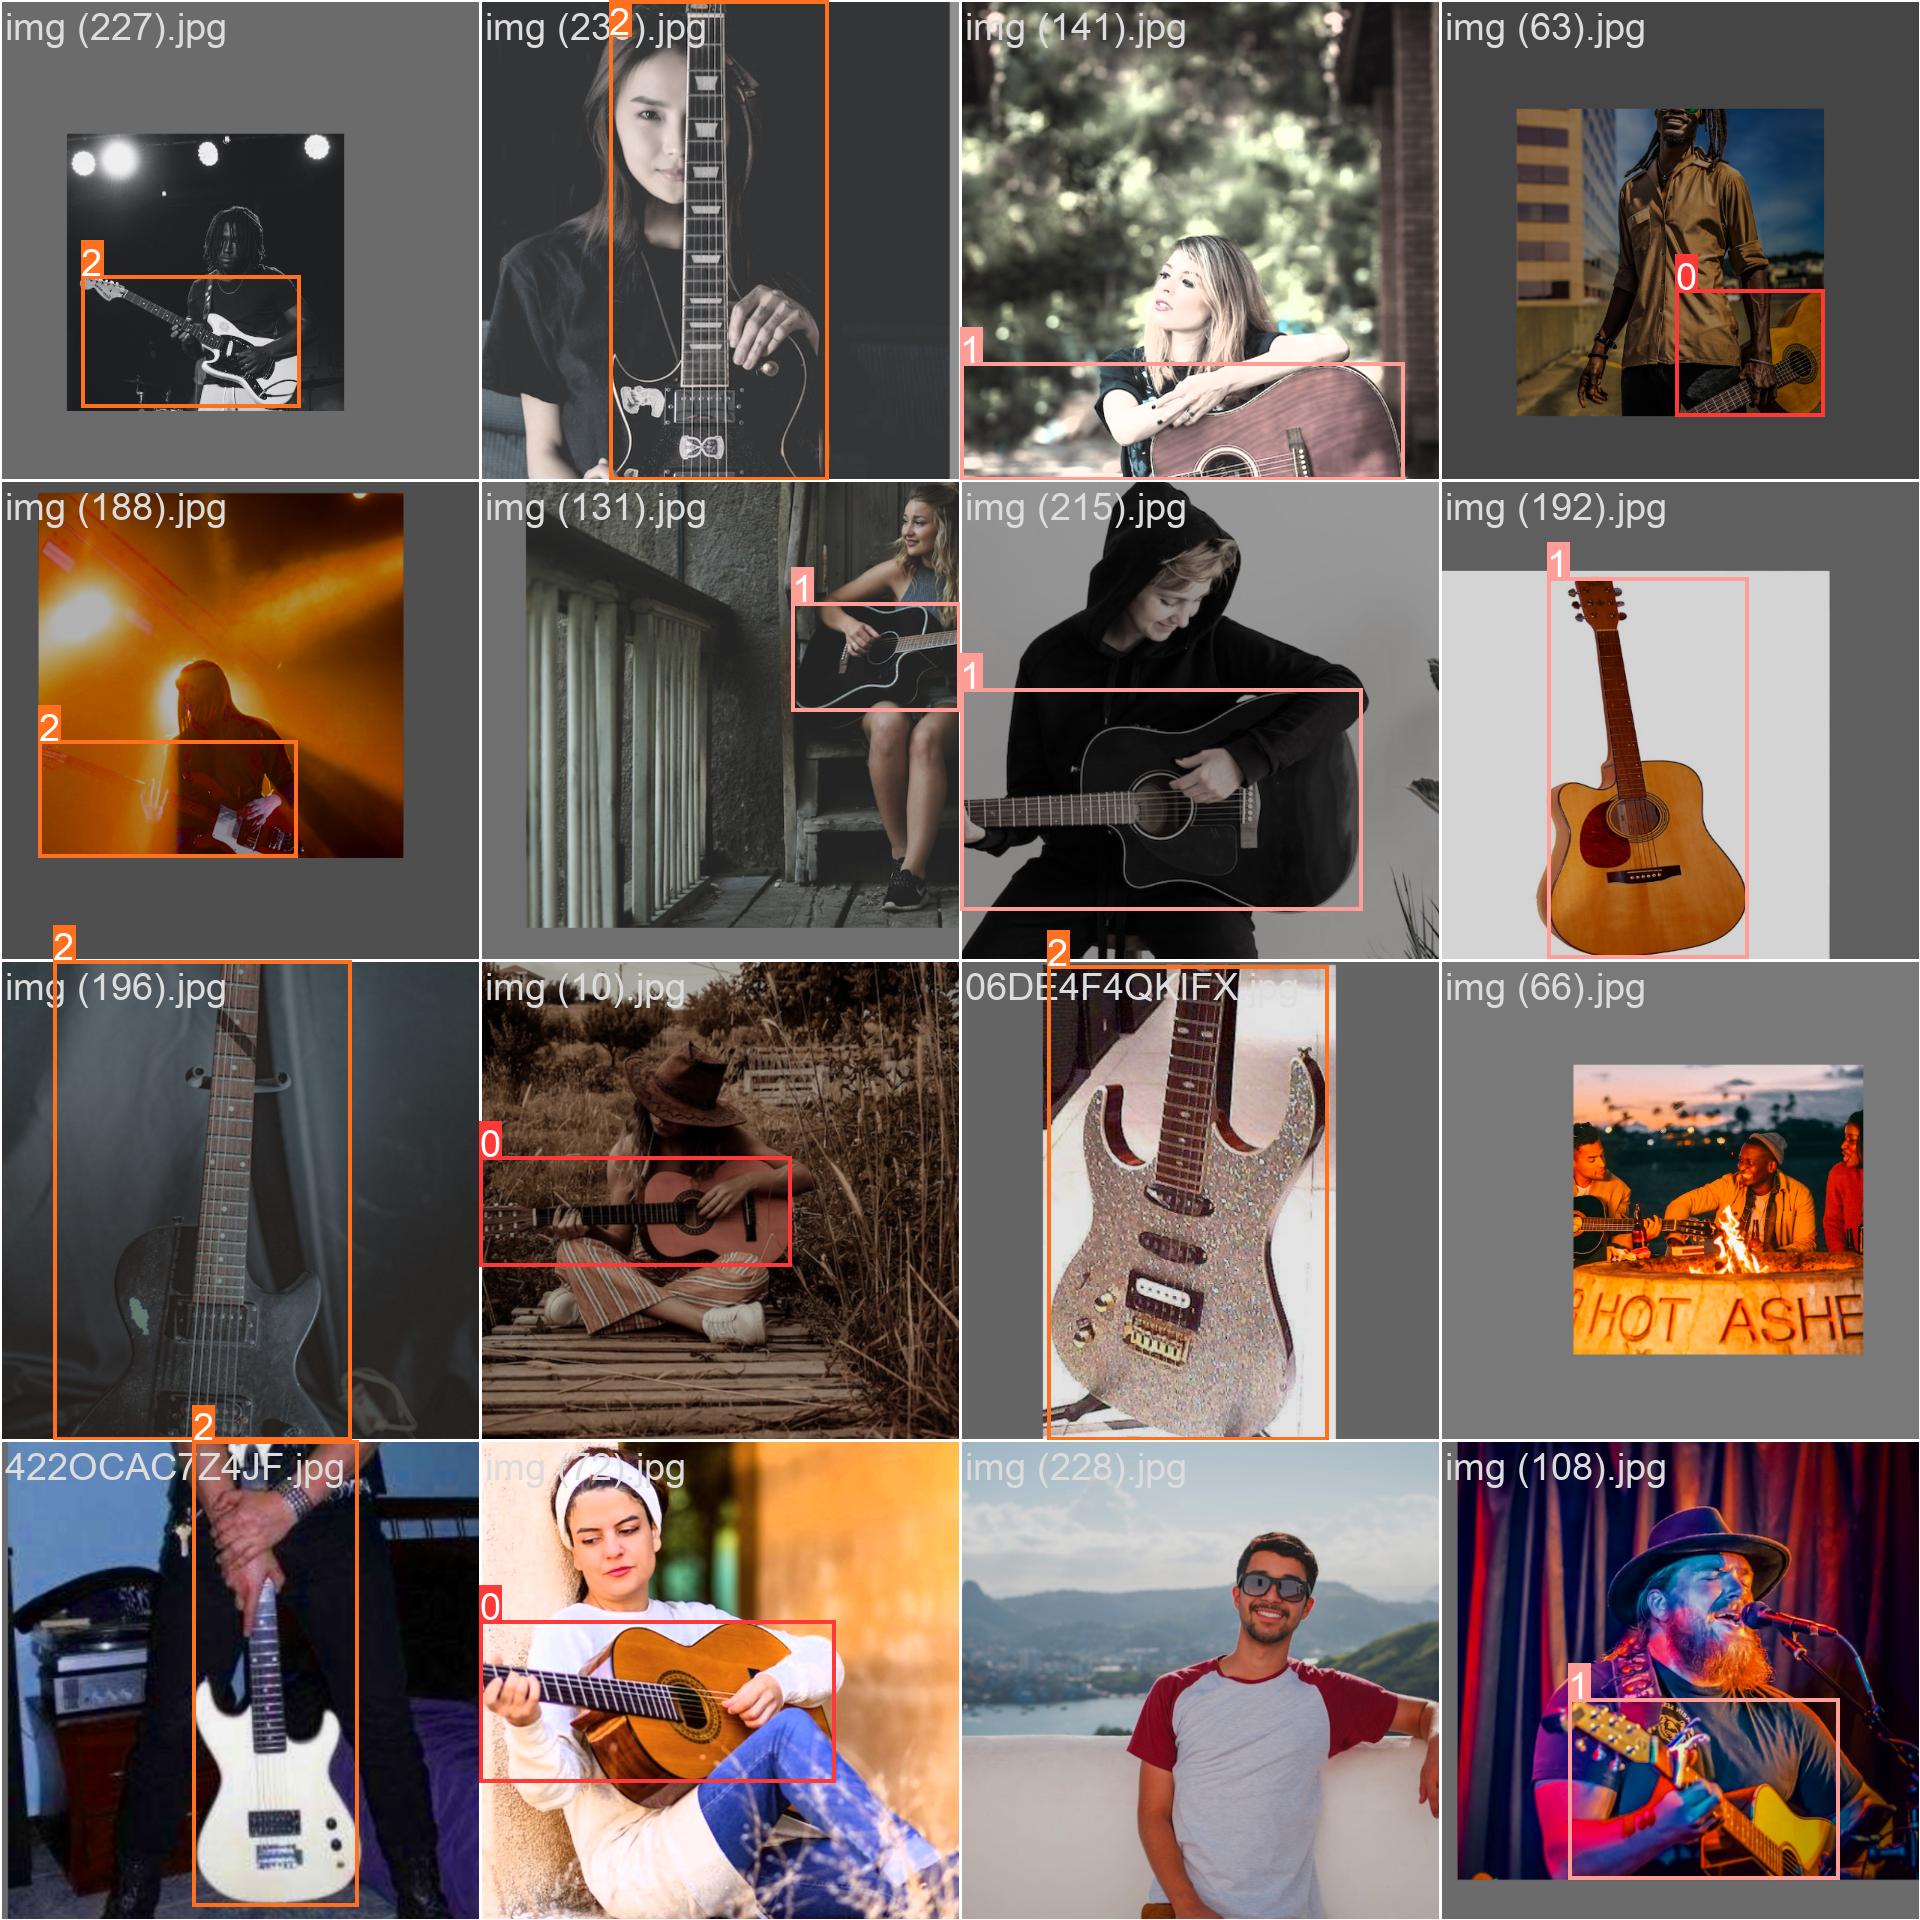 img (227).jpg
2
img (23
2
).jpg
img (141).jpg
1
img (63).jpg
0
img (188).jpg
2
img (131).jpg
1
img (215).jpg
1
img (192).jpg
1
img (196).jpg
2
img (10).jpg
0
06DE4F4QKIFX.jpg
2
img (66).jpg
HOT ASHE
422OCAC7Z4JF.jpg
2
img (72).jpg
0
img (228).jpg
img (108).jpg
1